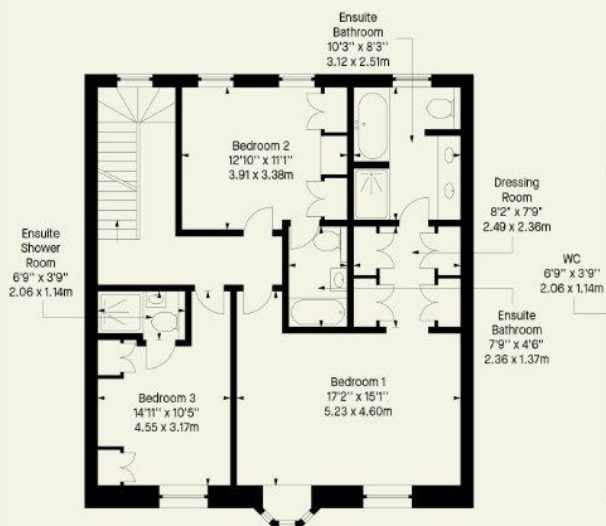 Ensuite
Bathroom
10'3'' x 8'3''
3.12 x 2.51m
Bedroom 2
12'10'' x 11'1''
3.91 x 3.38m
Dressing
Room
8'2" x 7'9"
2.49 x 2.36m
Ensuite
Shower
Room
6'9'' x 3'9''
2.06 x 1.14m
WC
6'9" x 3'9"
2.06 x 1.14m
Ensuite
Bathroom
7'9'' x 4'6''
2.36 x 1.37m
Bedroom 3
14'11'' x 10'5''
4.55 x 3.17m
Bedroom 1
17'2'' x 15'1''
5.23 x 4.60m